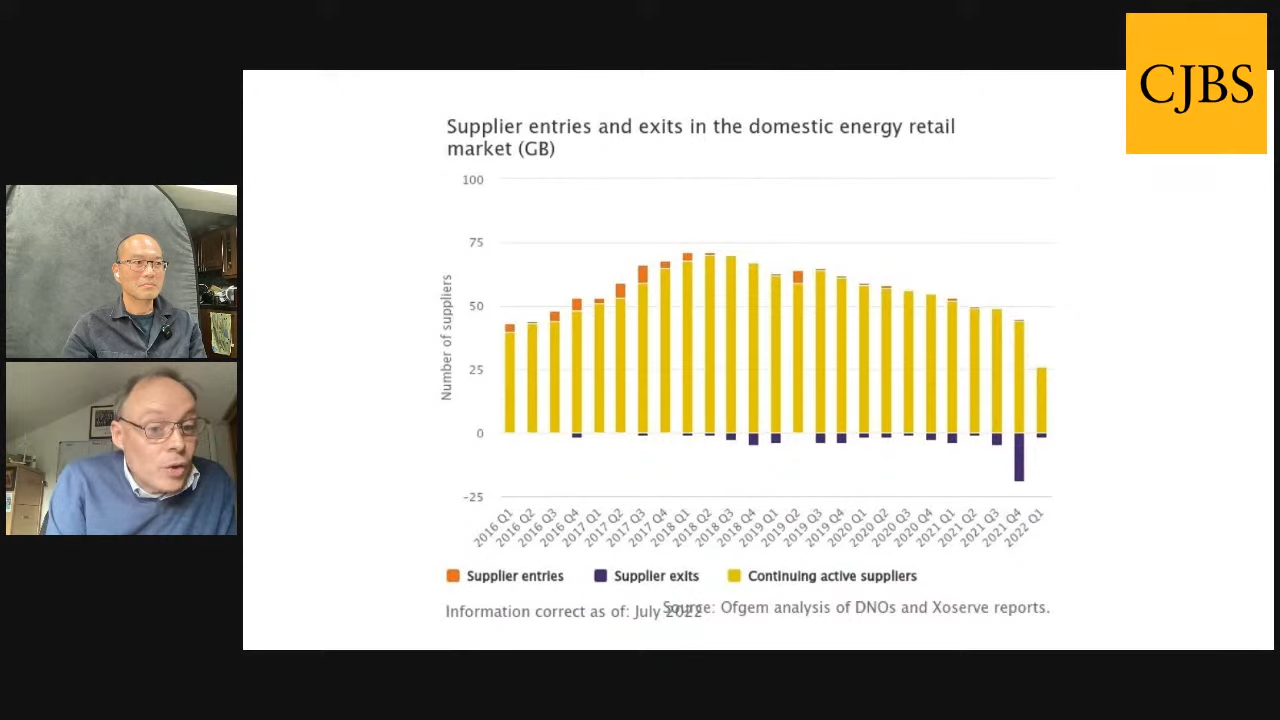 CJBS
Supplier entries and exits in the domestic energy retail
market (GB)
Number of suppliers
100
75
50
25
0
-25
2016 Q1
2016 Q2
2016 Q3
2016 Q4
2017 Q1
2017 Q2
2017 Q3
2017 Q4
2018 Q1
2018 Q2
2018 Q3
2018 Q4
2019 Q1
2019 Q2
2019 Q3
2019 Q4
2020 Q1
2020 Q2
2020 Q3
2020 Q4
2021 Q1
2021 Q2
2021 Q3
2021 Q4
2022 Q1
Supplier entries
Supplier exits
Continuing active suppliers
Information correct as of: July 2022
Source: Ofgem analysis of DNOs and Xoserve reports.